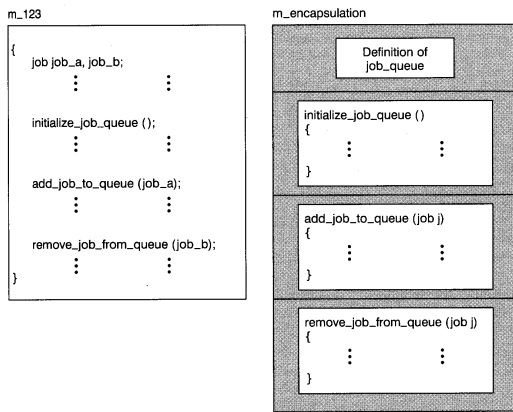 m_123
{
job job_a, job_b;
initialize_job_queue ( );
add_job_to_queue (job_a);
remove_job_from_queue (job_b);
}
m_encapsulation
Definition of
job_queue
initialize_job_queue ( )
{
}
add_job_to_queue (job j)
{
}
remove_job_from_queue (job j)
{
}